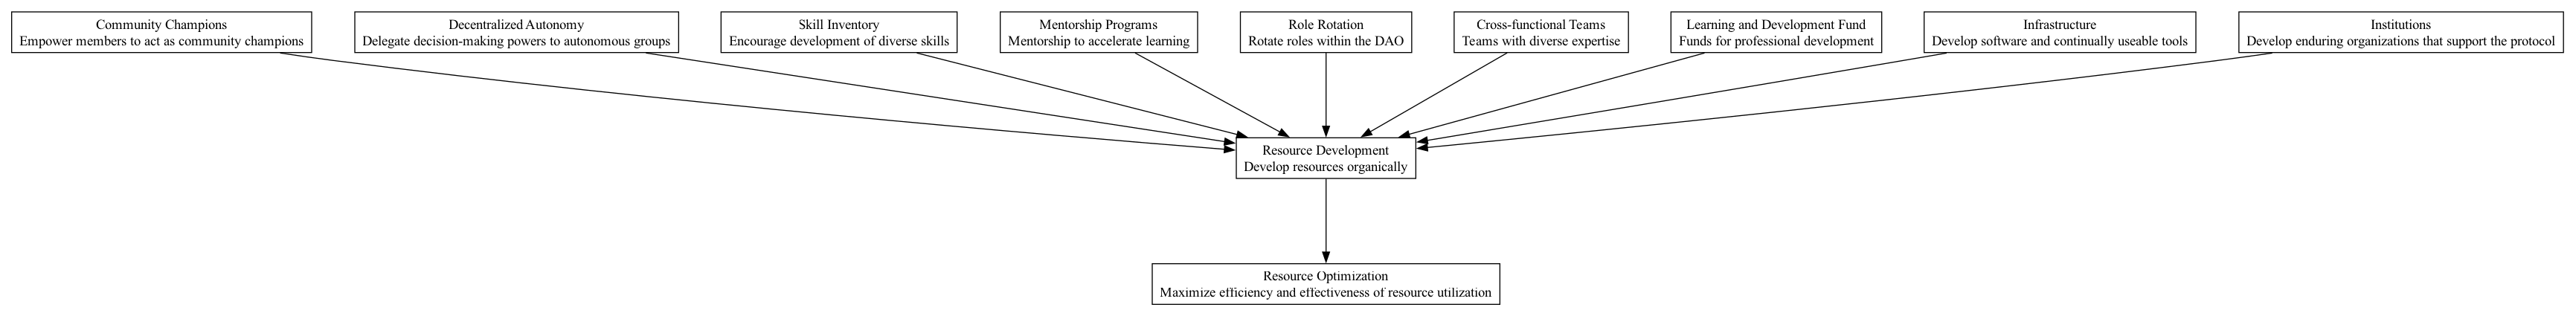 Community Champions
Empower members to act as community champions
Decentralized Autonomy
Delegate decision-making powers to autonomous groups
Skill Inventory
Encourage development of diverse skills
Mentorship Programs
Mentorship to accelerate learning
Role Rotation
Rotate roles within the DAO
Cross-functional Teams
Teams with diverse expertise
Learning and Development Fund
Funds for professional development
Infrastructure
Develop software and continually useable tools
Institutions
Develop enduring organizations that support the protocol
Resource Development
Develop resources organically
Resource Optimization
Maximize efficiency and effectiveness of resource utilization